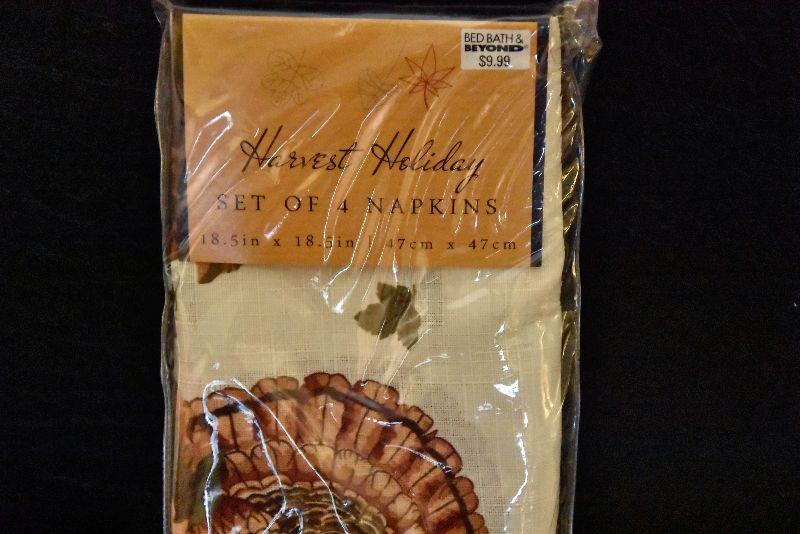 BED BATH &
BEYOND
$9.99
Harvest Holiday
SET OF 4 NAPKINS
18.5in x 18.5in | 47cm x 47cm